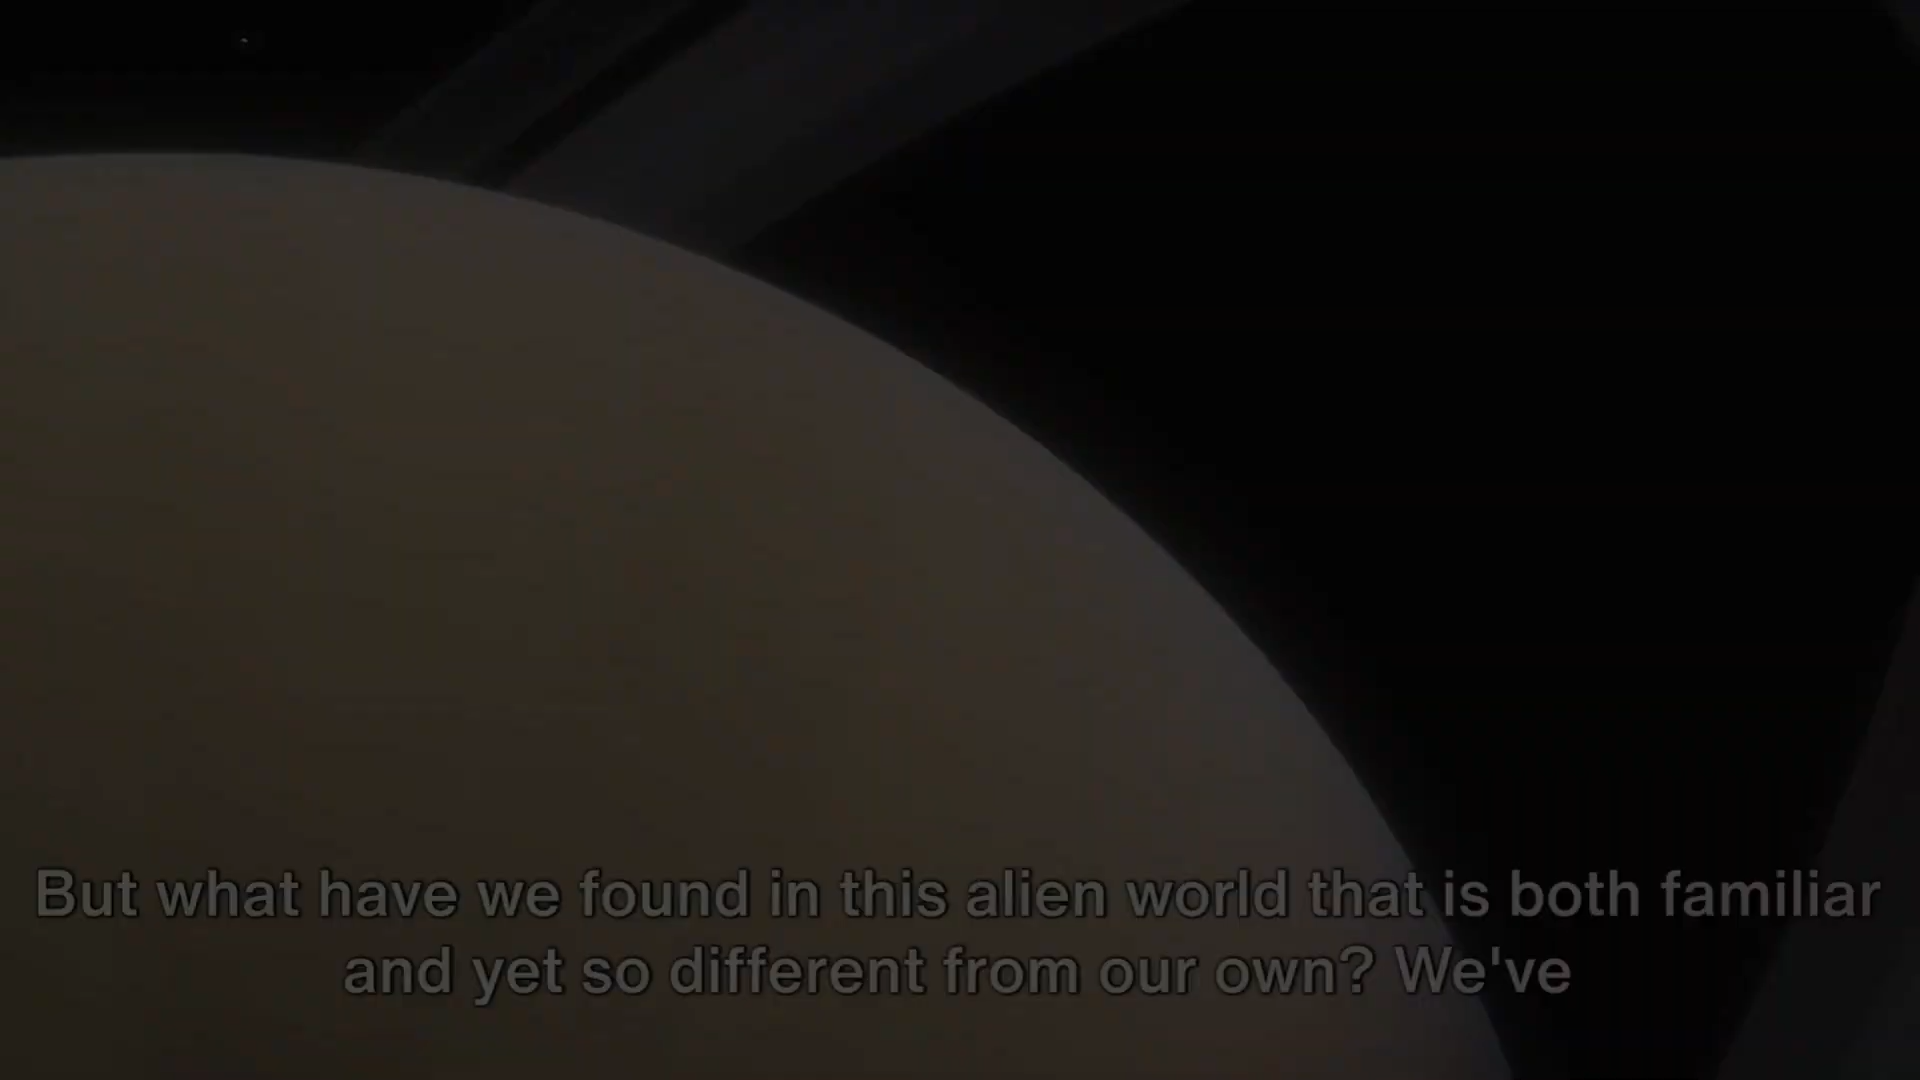 But what have we found in this alien world that is both familiar
and yet so different from our own? We've